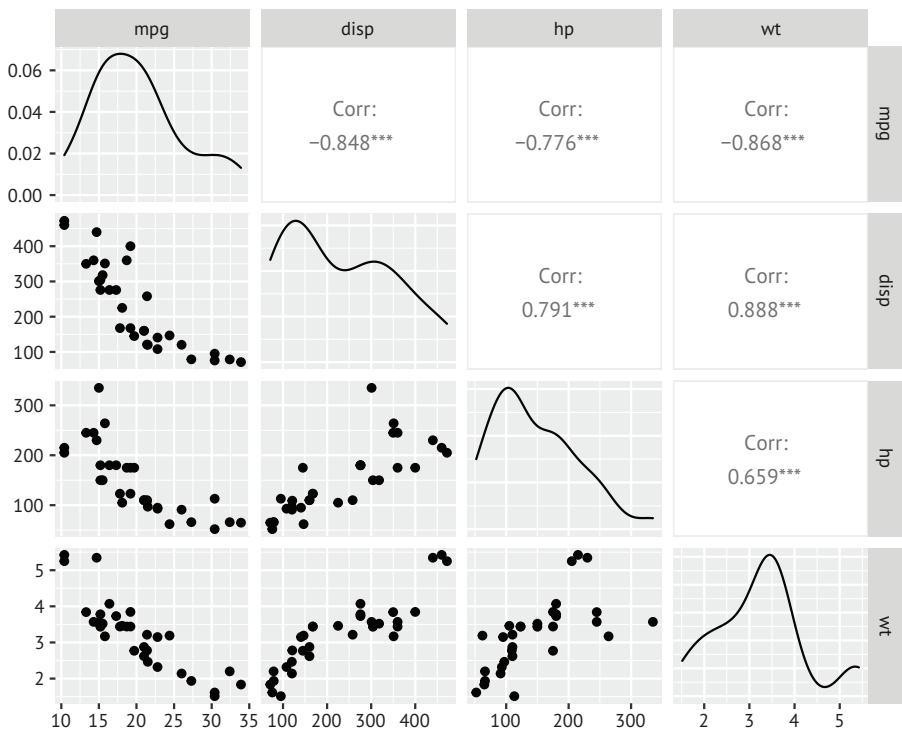 mpg disp hp wt
0.06
0.04
0.02
0.00
Corr:
−0.848***
Corr:
−0.776***
Corr:
−0.868***
mpg
400
300
200
100
Corr:
0.791***
Corr:
0.888***
disp
300
200
100
Corr:
0.659***
hp
5
4
3
2
wt
10 15 20 25 30 35 100 200 300 400 100 200 300 2 3 4 5